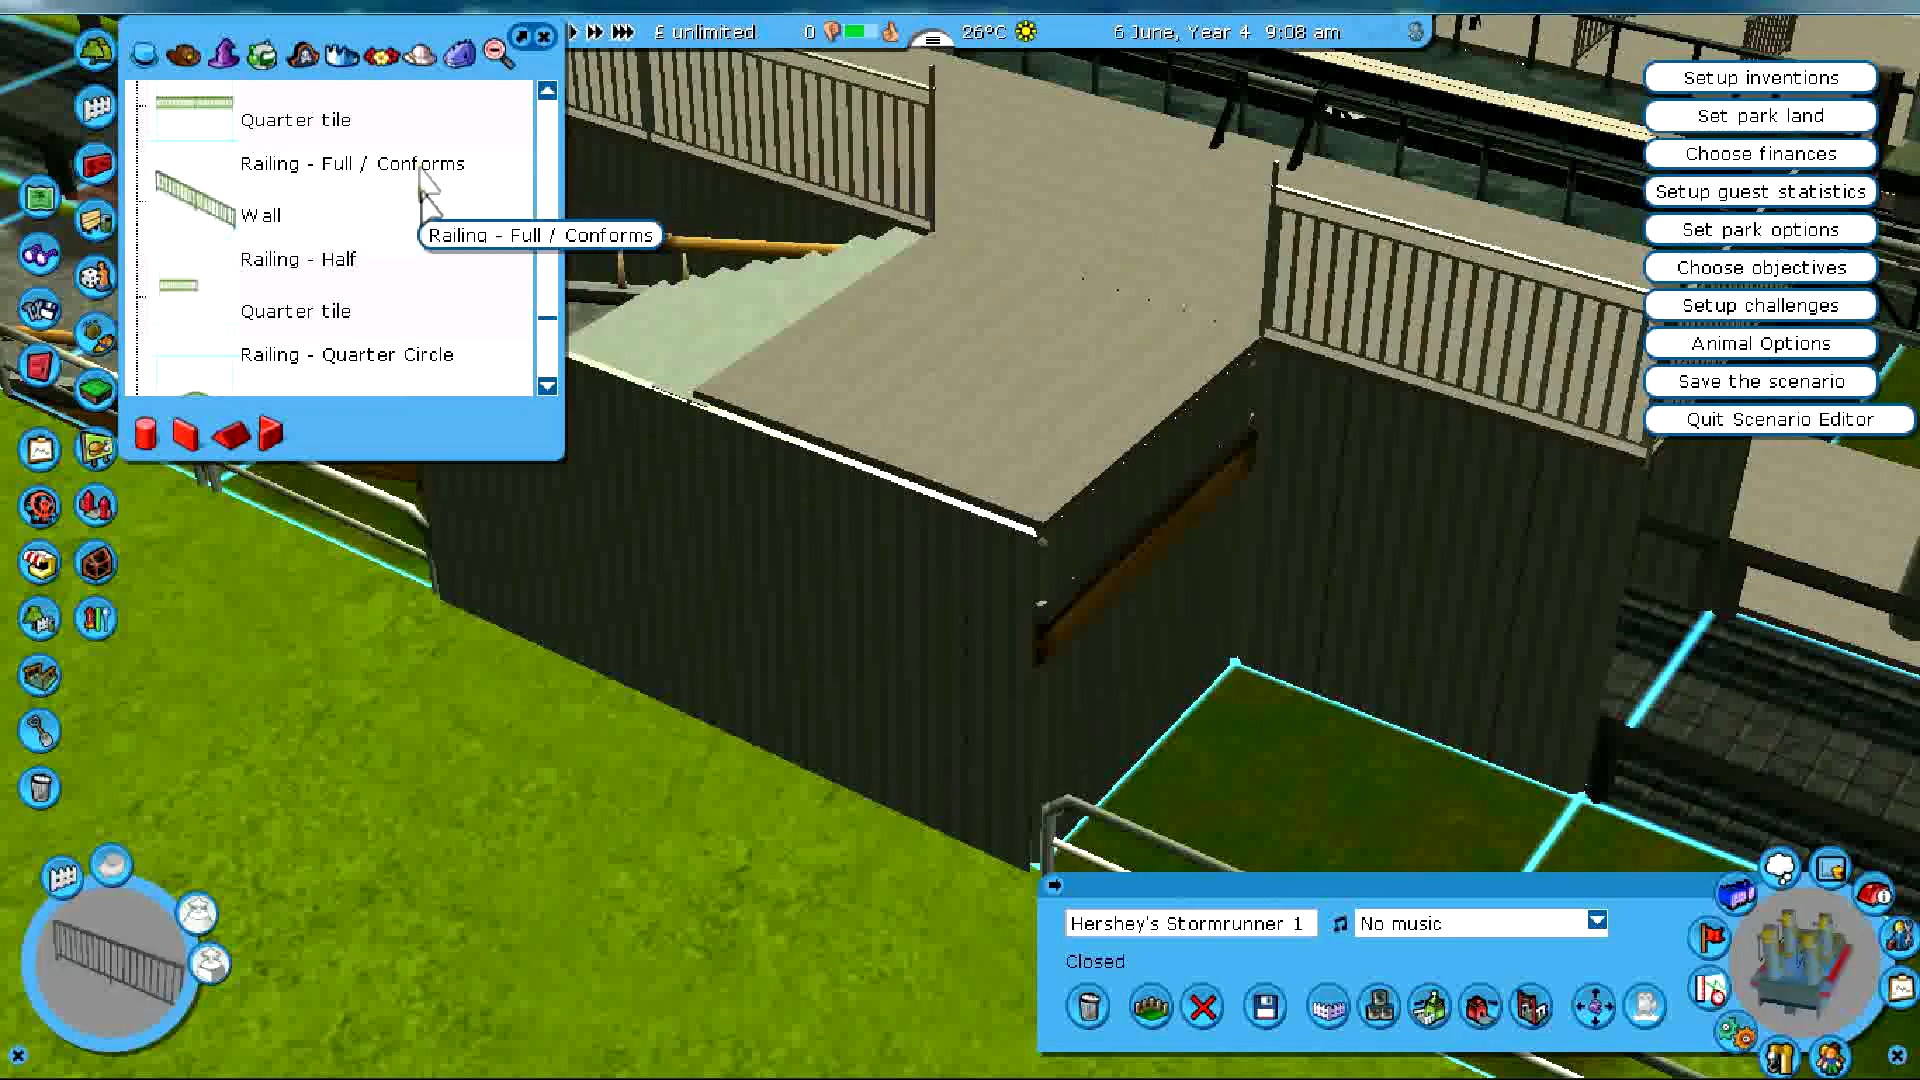 £ unlimited
0
26°C
6 June, Year 4 9:08 am
Quarter tile
Railing - Full / Conforms
Wall
Railing - Full / Conforms
Railing - Half
Quarter tile
Railing - Quarter Circle
Setup inventions
Set park land
Choose finances
Setup guest statistics
Set park options
Choose objectives
Setup challenges
Animal Options
Save the scenario
Quit Scenario Editor
Hershey's Stormrunner 1
No music
Closed